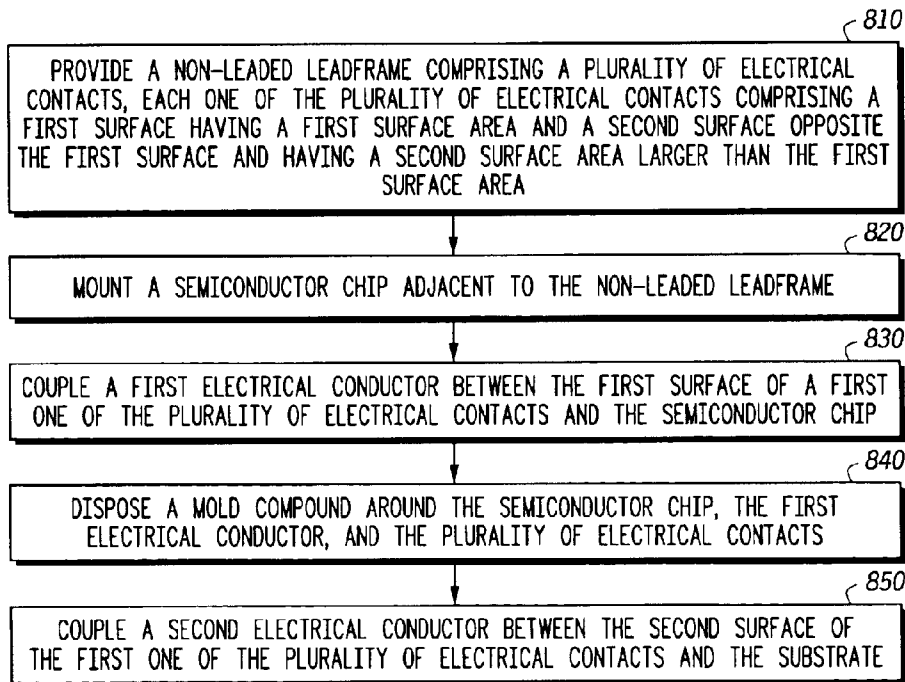 810
PROVIDE A NON-LEADED LEADFRAME COMPRISING A PLURALITY OF ELECTRICAL
CONTACTS, EACH ONE OF THE PLURALITY OF ELECTRICAL CONTACTS COMPRISING A
FIRST SURFACE HAVING A FIRST SURFACE AREA AND A SECOND SURFACE OPPOSITE
THE FIRST SURFACE AND HAVING A SECOND SURFACE AREA LARGER THAN THE FIRST
SURFACE AREA
820
MOUNT A SEMICONDUCTOR CHIP ADJACENT TO THE NON-LEADED LEADFRAME
830
COUPLE A FIRST ELECTRICAL CONDUCTOR BETWEEN THE FIRST SURFACE OF A FIRST
ONE OF THE PLURALITY OF ELECTRICAL CONTACTS AND THE SEMICONDUCTOR CHIP
840
DISPOSE A MOLD COMPOUND AROUND THE SEMICONDUCTOR CHIP, THE FIRST
ELECTRICAL CONDUCTOR, AND THE PLURALITY OF ELECTRICAL CONTACTS
850
COUPLE A SECOND ELECTRICAL CONDUCTOR BETWEEN THE SECOND SURFACE OF
THE FIRST ONE OF THE PLURALITY OF ELECTRICAL CONTACTS AND THE SUBSTRATE